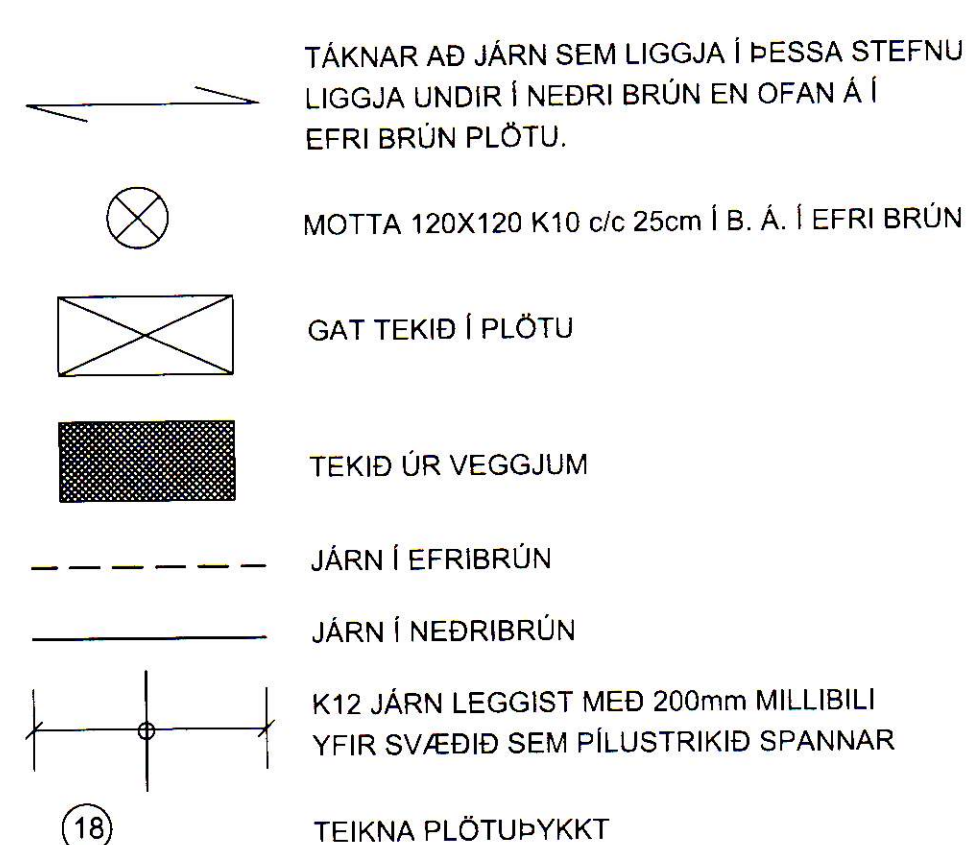 TÁKNAR AÐ JÁRN SEM LIGGJA Í ÞESSA STEFNU
LIGGJA UNDIR Í NEÐRI BRÚN EN OFAN Á Í
EFRI BRÚN PLÖTU.
MOTTA 120X120 K10 c/c 25cm Í B. Á. Í EFRI BRÚN
GAT TEKIÐ Í PLÖTU
TEKIÐ ÚR VEGGJUM
JÁRN Í EFRIBRÚN
JÁRN Í NEÐRIBRÚN
K12 JÁRN LEGGIST MEÐ 200mm MILLIBILI
YFIR SVÆÐIÐ SEM PÍLUSTRIKIÐ SPANNAR
18 TEIKNA PLÖTUÞYKKT